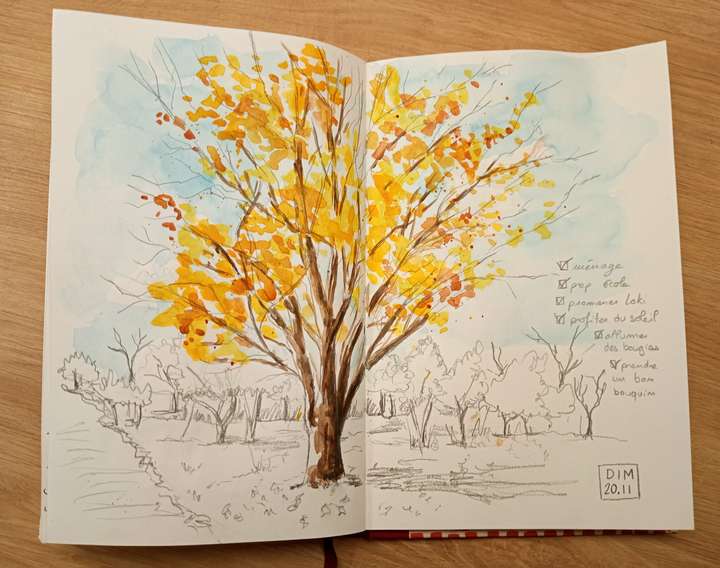 ménage
prep école
promener Loki
profiter du soleil
allumer
des bougies
prendre
un bon
bouquin
DIM
20.11